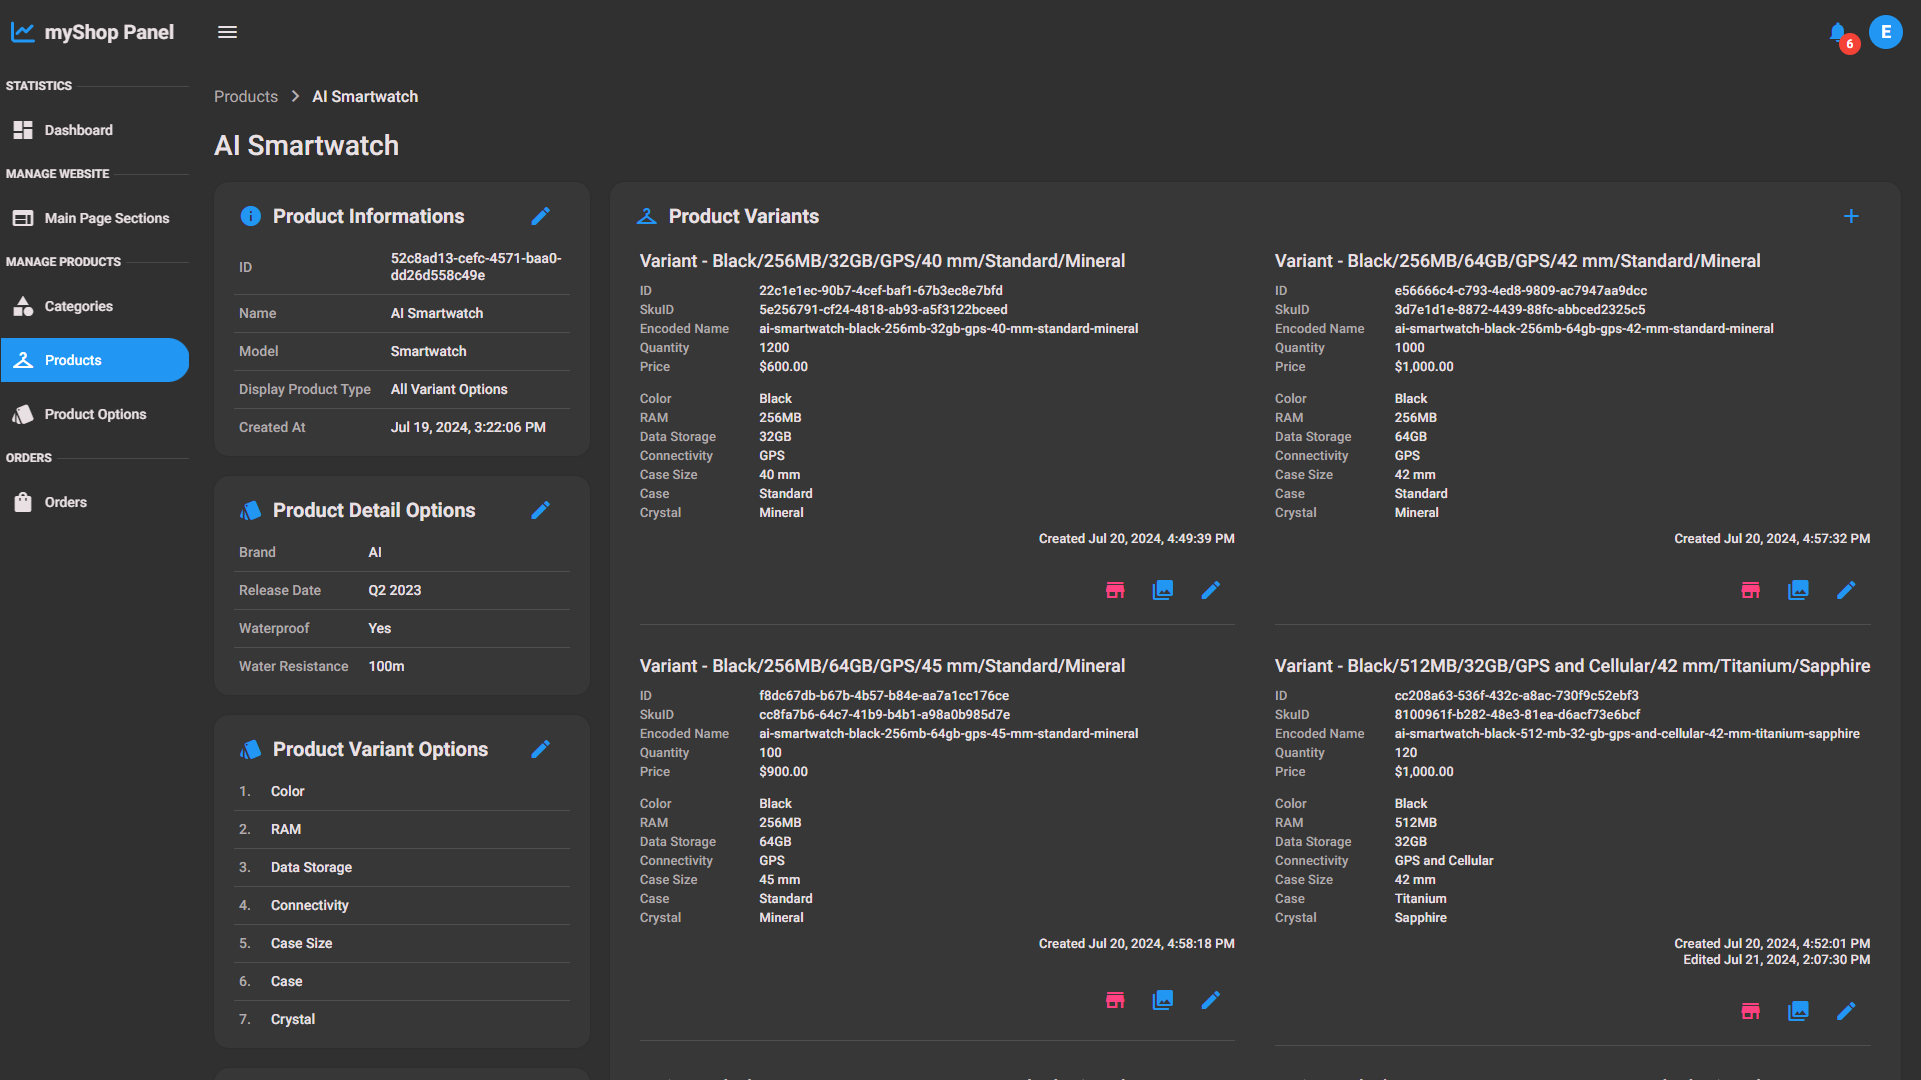 myShop Panel
6
E
STATISTICS
Dashboard
MANAGE WEBSITE
Main Page Sections
MANAGE PRODUCTS
Categories
Products
Product Options
ORDERS
Orders
Products
AI Smartwatch
AI Smartwatch
Product Informations
ID
52c8ad13-cefc-4571-baa0-
dd26d558c49e
Name AI Smartwatch
Model Smartwatch
Display Product Type All Variant Options
Created At Jul 19, 2024, 3:22:06 PM
Product Detail Options
Brand AI
Release Date Q2 2023
Waterproof Yes
Water Resistance 100m
Product Variant Options
1. Color
2. RAM
3. Data Storage
4. Connectivity
5. Case Size
6. Case
7. Crystal
Product Variants
Variant - Black/256MB/32GB/GPS/40 mm/Standard/Mineral
ID 22c1e1ec-90b7-4cef-baf1-67b3ec8e7bfd
SkuID 5e256791-cf24-4818-ab93-a5f3122bceed
Encoded Name ai-smartwatch-black-256mb-32gb-gps-40-mm-standard-mineral
Quantity 1200
Price $600.00
Color Black
RAM 256MB
Data Storage 32GB
Connectivity GPS
Case Size 40 mm
Case Standard
Crystal Mineral
Created Jul 20, 2024, 4:49:39 PM
Variant - Black/256MB/64GB/GPS/42 mm/Standard/Mineral
ID e56666c4-c793-4ed8-9809-ac7947aa9dcc
SkuID 3d7e1d1e-8872-4439-88fc-abbced2325c5
Encoded Name ai-smartwatch-black-256mb-64gb-gps-42-mm-standard-mineral
Quantity 1000
Price $1,000.00
Color Black
RAM 256MB
Data Storage 64GB
Connectivity GPS
Case Size 42 mm
Case Standard
Crystal Mineral
Created Jul 20, 2024, 4:57:32 PM
Variant - Black/256MB/64GB/GPS/45 mm/Standard/Mineral
ID f8dc67db-b67b-4b57-b84e-aa7a1cc176ce
SkuID cc8fa7b6-64c7-41b9-b4b1-a98a0b985d7e
Encoded Name ai-smartwatch-black-256mb-64gb-gps-45-mm-standard-mineral
Quantity 100
Price $900.00
Color Black
RAM 256MB
Data Storage 64GB
Connectivity GPS
Case Size 45 mm
Case Standard
Crystal Mineral
Created Jul 20, 2024, 4:58:18 PM
Variant - Black/512MB/32GB/GPS and Cellular/42 mm/Titanium/Sapphire
ID cc208a63-536f-432c-a8ac-730f9c52ebf3
SkuID 8100961f-b282-48e3-81ea-d6acf73e6bcf
Encoded Name ai-smartwatch-black-512-mb-32-gb-gps-and-cellular-42-mm-titanium-sapphire
Quantity 120
Price $1,000.00
Color Black
RAM 512MB
Data Storage 32GB
Connectivity GPS and Cellular
Case Size 42 mm
Case Titanium
Crystal Sapphire
Created Jul 20, 2024, 4:52:01 PM
Edited Jul 21, 2024, 2:07:30 PM